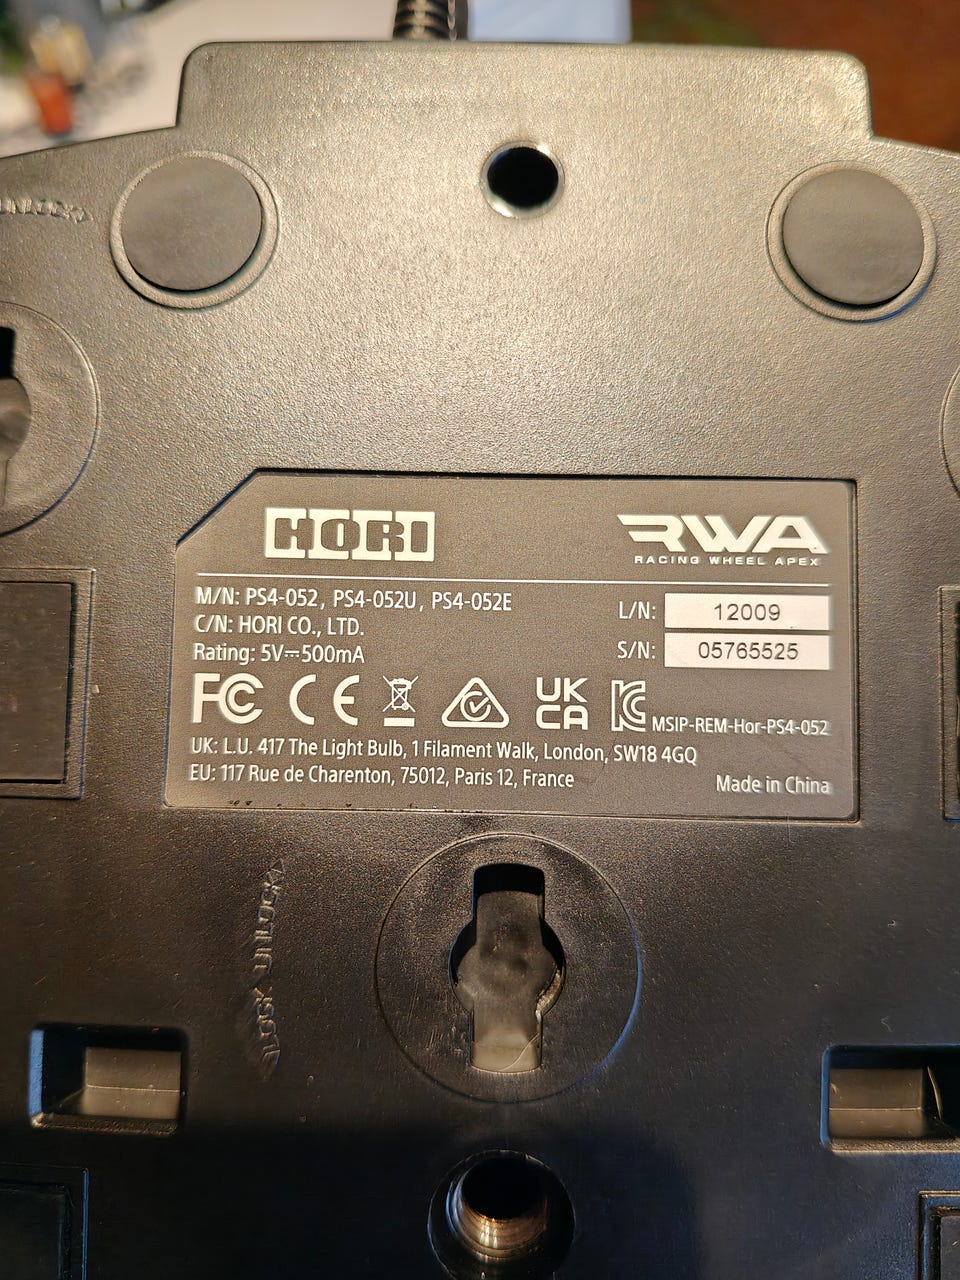 UNLOCK
HORI
RWA
RACING WHEEL APEX
M/N: PS4-052, PS4-052U, PS4-052E
C/N: HORI CO., LTD.
Rating: 5V⎓500mA
L/N: 12009
S/N: 05765525
FC CE UKCA
MSIP-REM-Hor-PS4-052
UK: L.U. 417 The Light Bulb, 1 Filament Walk, London, SW18 4GQ
EU: 117 Rue de Charenton, 75012, Paris 12, France
Made in China
LOCK UNLOCK